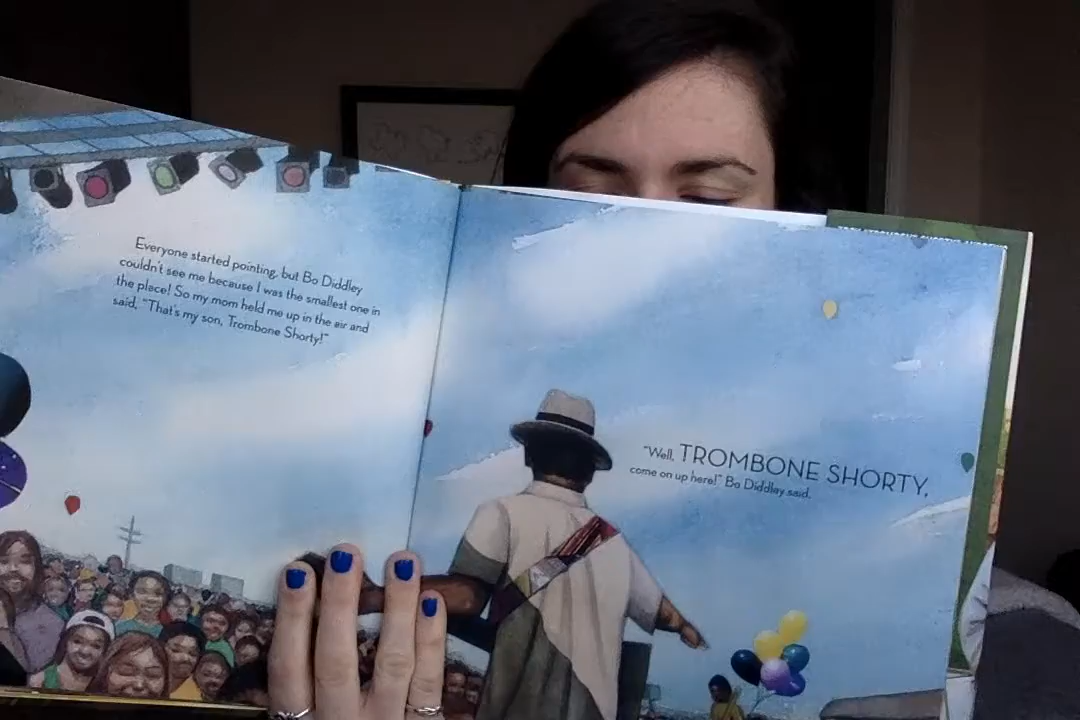 Everyone started pointing, but Bo Diddley
couldn't see me because I was the smallest one in
the place! So my mom held me up in the air and
said, "That's my son, Trombone Shorty!"
"Well, TROMBONE SHORTY,
come on up here!" Bo Diddley said.